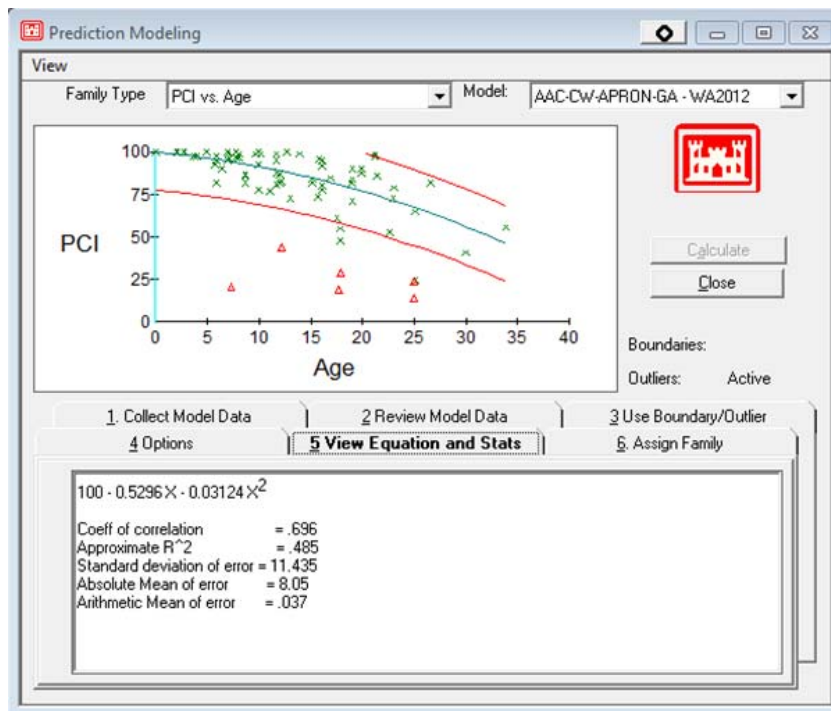 Prediction Modeling
View
Family Type PCI vs. Age Model: AAC-CW-APRON-GA - WA2012
100
75
PCI 50
25
0
0 5 10 15 20 25 30 35 40
Age
Calculate
Close
Boundaries:
Outliers: Active
1. Collect Model Data 2 Review Model Data 3 Use Boundary/Outlier
4 Options 5 View Equation and Stats 6. Assign Family
100 - 0.5296 X - 0.03124 X^2
Coeff of correlation = .696
Approximate R^2 = .485
Standard deviation of error = 11.435
Absolute Mean of error = 8.05
Arithmetic Mean of error = .037